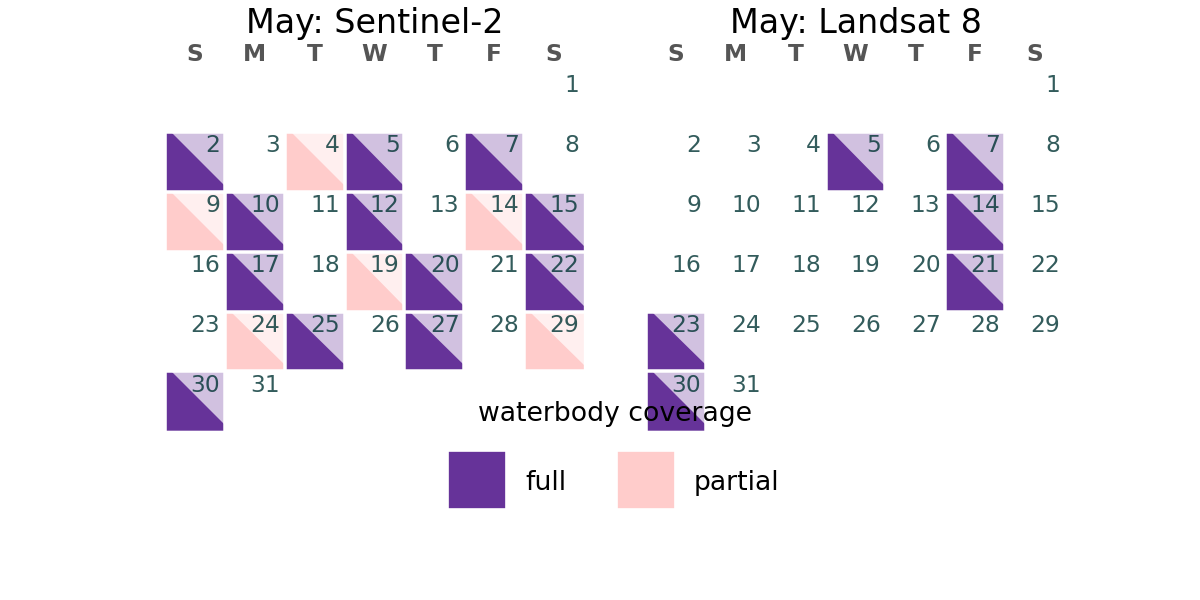 May: Sentinel-2
S M T W T F S
1
2 3 4 5 6 7 8
9 10 11 12 13 14 15
16 17 18 19 20 21 22
23 24 25 26 27 28 29
30 31
May: Landsat 8
S M T W T F S
1
2 3 4 5 6 7 8
9 10 11 12 13 14 15
16 17 18 19 20 21 22
23 24 25 26 27 28 29
30 31
waterbody coverage
full partial